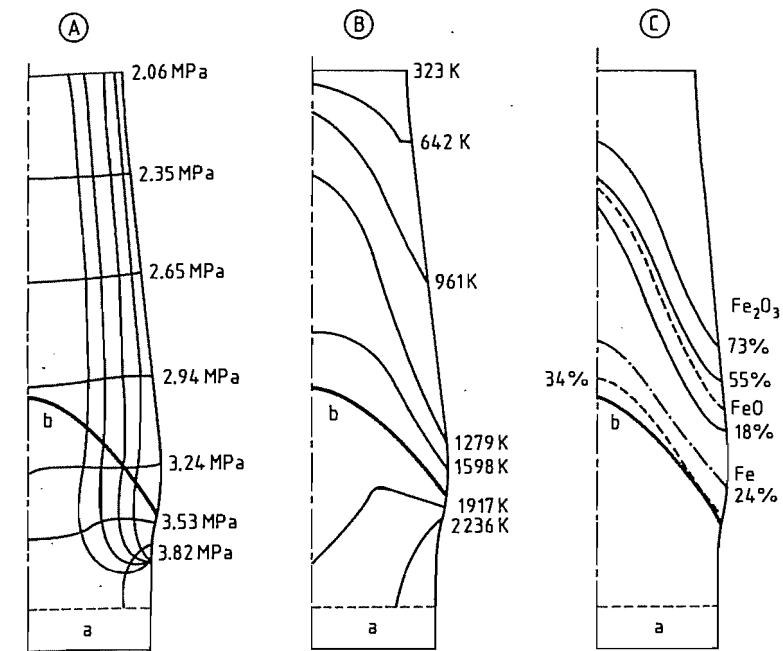 A
2.06 MPa
2.35 MPa
2.65 MPa
2.94 MPa
b
3.24 MPa
3.53 MPa
3.82 MPa
a
B
323 K
642 K
961 K
b
1279 K
1598 K
1917 K
2236 K
a
C
Fe₂O₃
73%
55%
FeO
18%
34%
b
Fe
24%
a